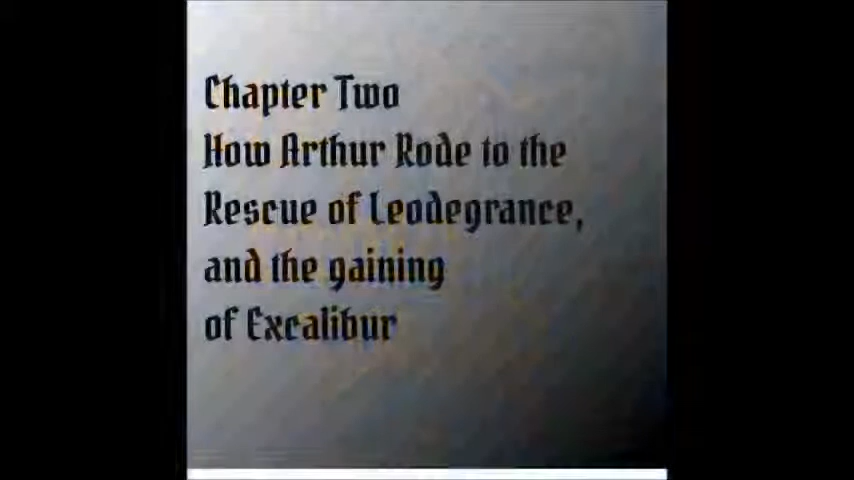 Chapter Two
How Arthur Rode to the
Rescue of Leodegrance,
and the gaining
of Excalibur